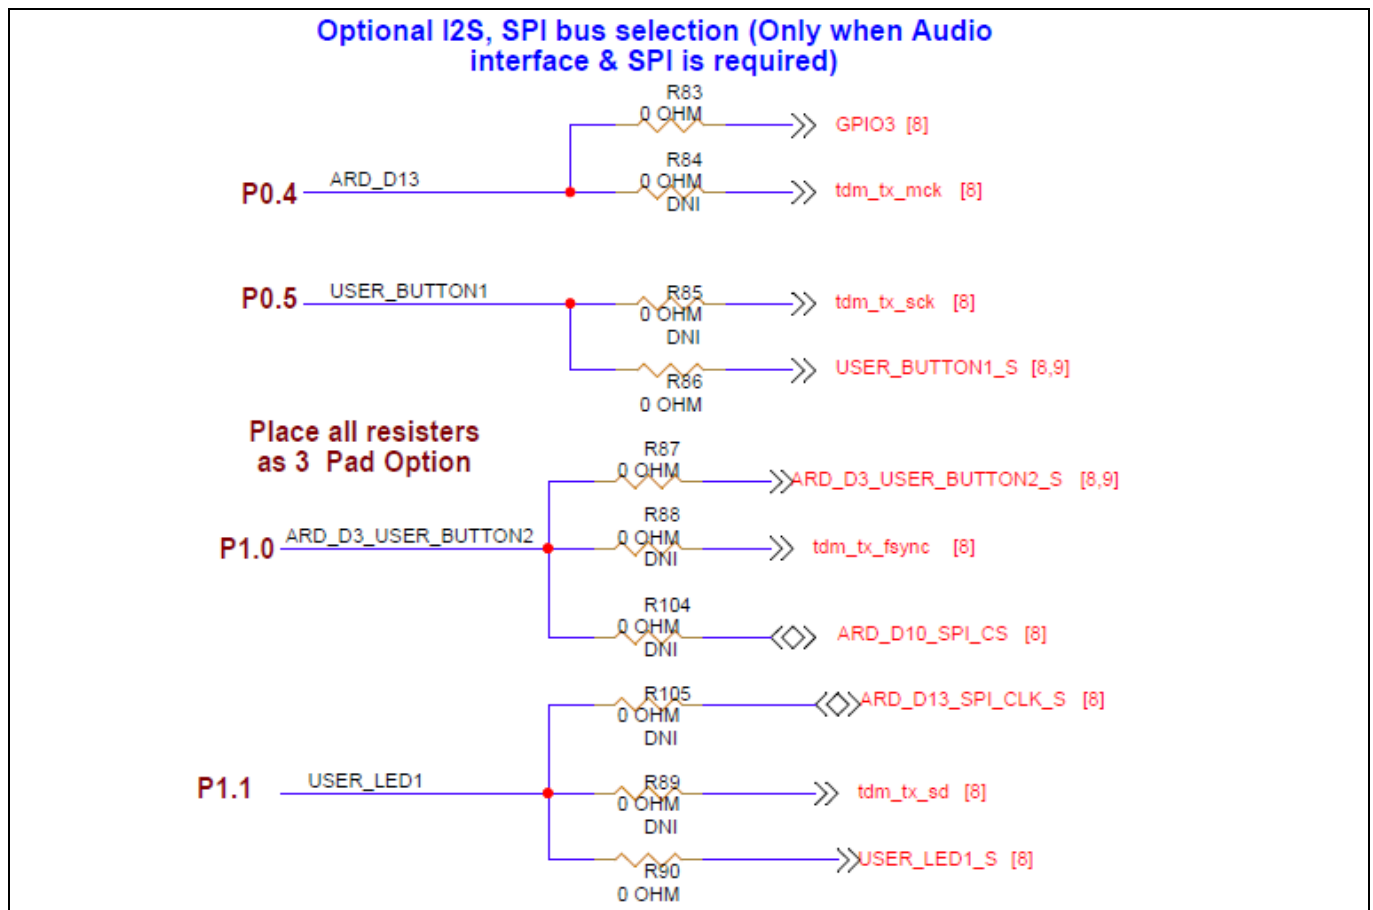 Optional I2S, SPI bus selection (Only when Audio
interface & SPI is required)
R83
0 OHM
GPIO3 [8]
R84
P0.4
ARD_D13
0 OHM
tdm_tx_mck [8]
DNI
P0.5
USER_BUTTON1
R85
tdm_tx_sck [8]
0 OHM
DNI
USER_BUTTON1_S [8,9]
R86
0 OHM
Place all resisters
as 3 Pad Option
R87
0 OHM
ARD_D3_USER_BUTTON2_S [8,9]
R88
P1.0
ARD_D3_USER_BUTTON2
0 OHM
tdm_tx_fsync [8]
DNI
R104
0 OHM
ARD_D10_SPI_CS [8]
DNI
R105
ARD_D13_SPI_CLK_S [8]
0 OHM
DNI
P1.1
USER_LED1
R89
tdm_tx_sd [8]
0 OHM
DNI
USER_LED1_S [8]
R90
0 OHM